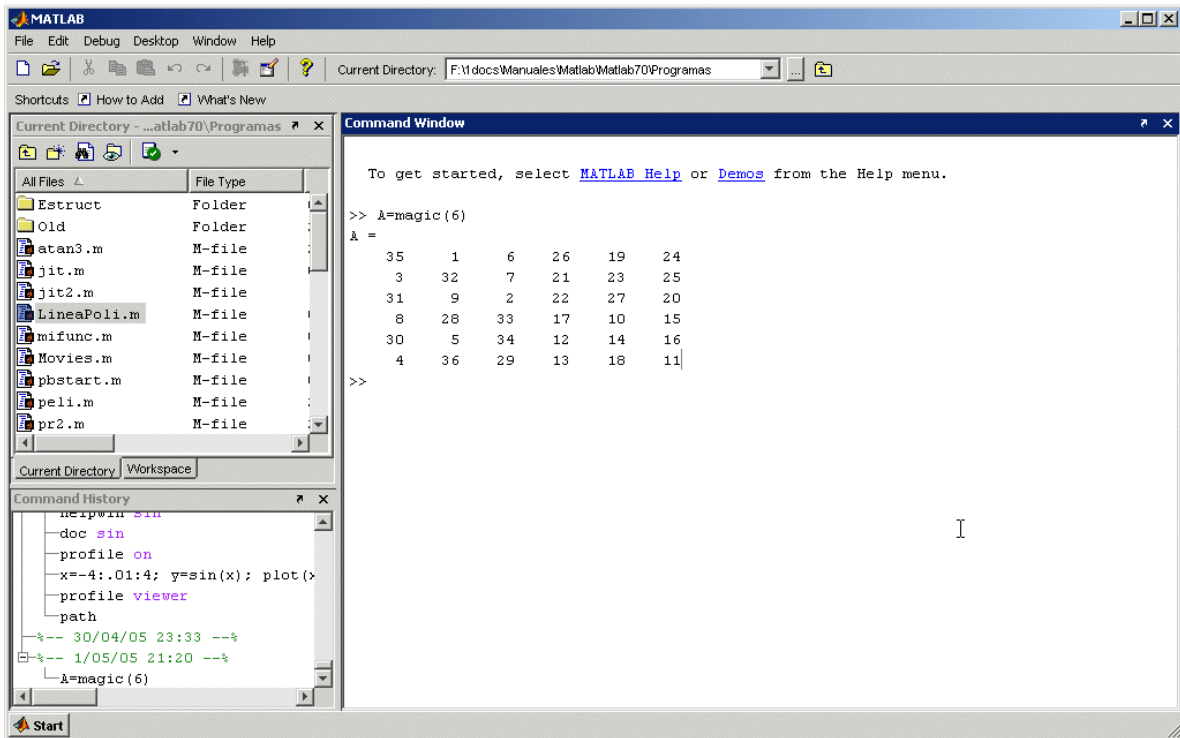 MATLAB
File Edit Debug Desktop Window Help
Current Directory: F:\1docs\Manuales\Matlab\Matlab70\Programas
Shortcuts How to Add What's New
Current Directory - ...atlab70\Programas
All Files File Type
Estruct Folder
Old Folder
atan3.m M-file
jit.m M-file
jit2.m M-file
LineaPoli.m M-file
mifunc.m M-file
Movies.m M-file
pbstart.m M-file
peli.m M-file
pr2.m M-file
Current Directory Workspace
Command History
helpwin sin
doc sin
profile on
x=-4:.01:4; y=sin(x); plot(
profile viewer
path
%-- 30/04/05 23:33 --%
%-- 1/05/05 21:20 --%
A=magic(6)
Command Window
To get started, select MATLAB Help or Demos from the Help menu.
>> A=magic(6)
A =
35 1 6 26 19 24
3 32 7 21 23 25
31 9 2 22 27 20
8 28 33 17 10 15
30 5 34 12 14 16
4 36 29 13 18 11
>>
Start